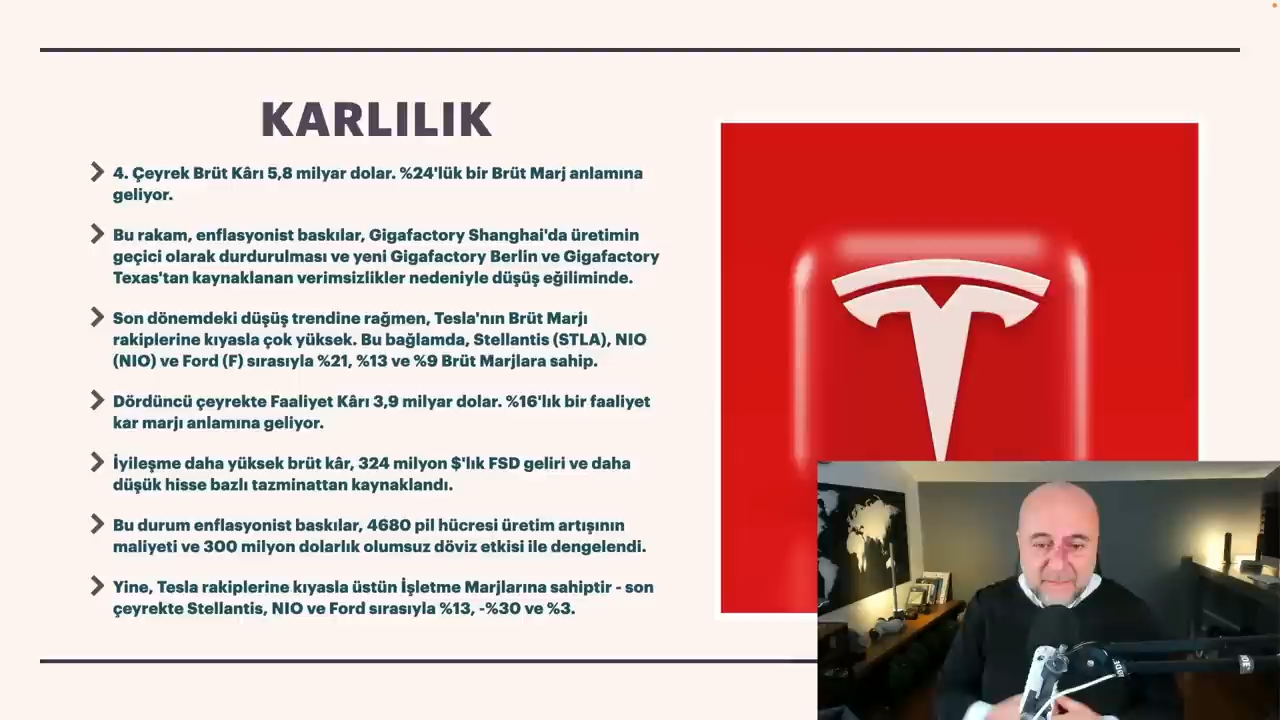 KARLILIK
4. Çeyrek Brüt Kârı 5,8 milyar dolar. %24'lük bir Brüt Marj anlamına
geliyor.
Bu rakam, enflasyonist baskılar, Gigafactory Shanghai'da üretimin
geçici olarak durdurulması ve yeni Gigafactory Berlin ve Gigafactory
Texas'tan kaynaklanan verimsizlikler nedeniyle düşüş eğiliminde.
Son dönemdeki düşüş trendine rağmen, Tesla'nın Brüt Marjı
rakiplerine kıyasla çok yüksek. Bu bağlamda, Stellantis (STLA), NIO
(NIO) ve Ford (F) sırasıyla %21, %13 ve %9 Brüt Marjlara sahip.
Dördüncü çeyrekte Faaliyet Kârı 3,9 milyar dolar. %16'lık bir faaliyet
kar marjı anlamına geliyor.
İyileşme daha yüksek brüt kâr, 324 milyon $'lık FSD geliri ve daha
düşük hisse bazlı tazminattan kaynaklandı.
Bu durum enflasyonist baskılar, 4680 pil hücresi üretim artışının
maliyeti ve 300 milyon dolarlık olumsuz döviz etkisi ile dengelendi.
Yine, Tesla rakiplerine kıyasla üstün İşletme Marjlarına sahiptir - son
çeyrekte Stellantis, NIO ve Ford sırasıyla %13, -%30 ve %3.